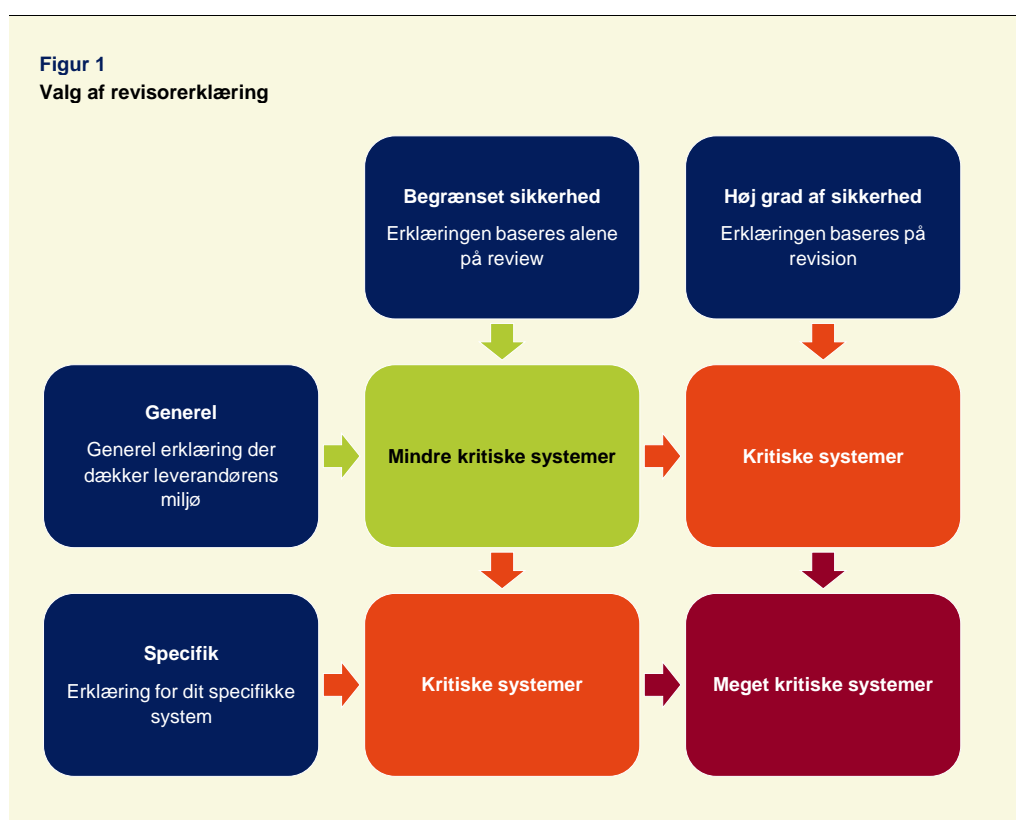 Figur 1
Valg af revisorerklæring
Begrænset sikkerhed
Erklæringen baseres alene
på review
Høj grad af sikkerhed
Erklæringen baseres på
revision
Generel
Generel erklæring der
dækker leverandørens
miljø
Mindre kritiske systemer
Kritiske systemer
Specifik
Erklæring for dit specifikke
system
Kritiske systemer
Meget kritiske systemer